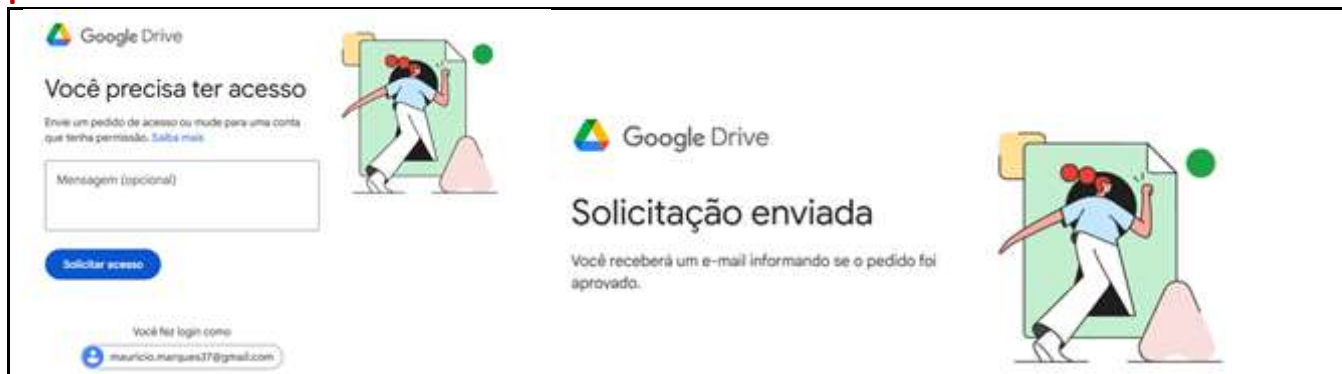 Google Drive
Você precisa ter acesso
Envie um pedido de acesso ou mude para uma conta
que tenha permissão. Saiba mais
Mensagem (opcional)
Solicitar acesso
Você fez login como
mauricio.marques37@gmail.com
Google Drive
Solicitação enviada
Você receberá um e-mail informando se o pedido foi
aprovado.